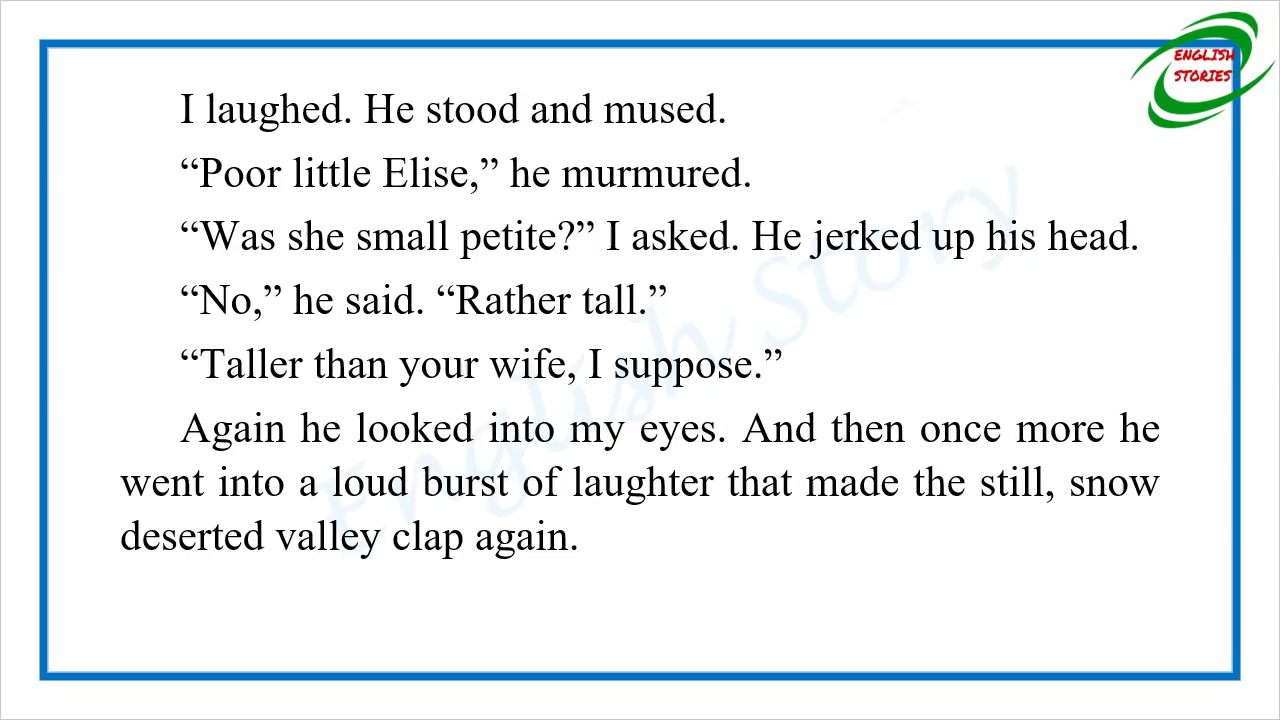 ENGLISH
STORIES
I laughed. He stood and mused.
“Poor little Elise,” he murmured.
“Was she small petite?” I asked. He jerked up his head.
“No,” he said. “Rather tall.”
“Taller than your wife, I suppose.”
Again he looked into my eyes. And then once more he
went into a loud burst of laughter that made the still, snow
deserted valley clap again.
English Story